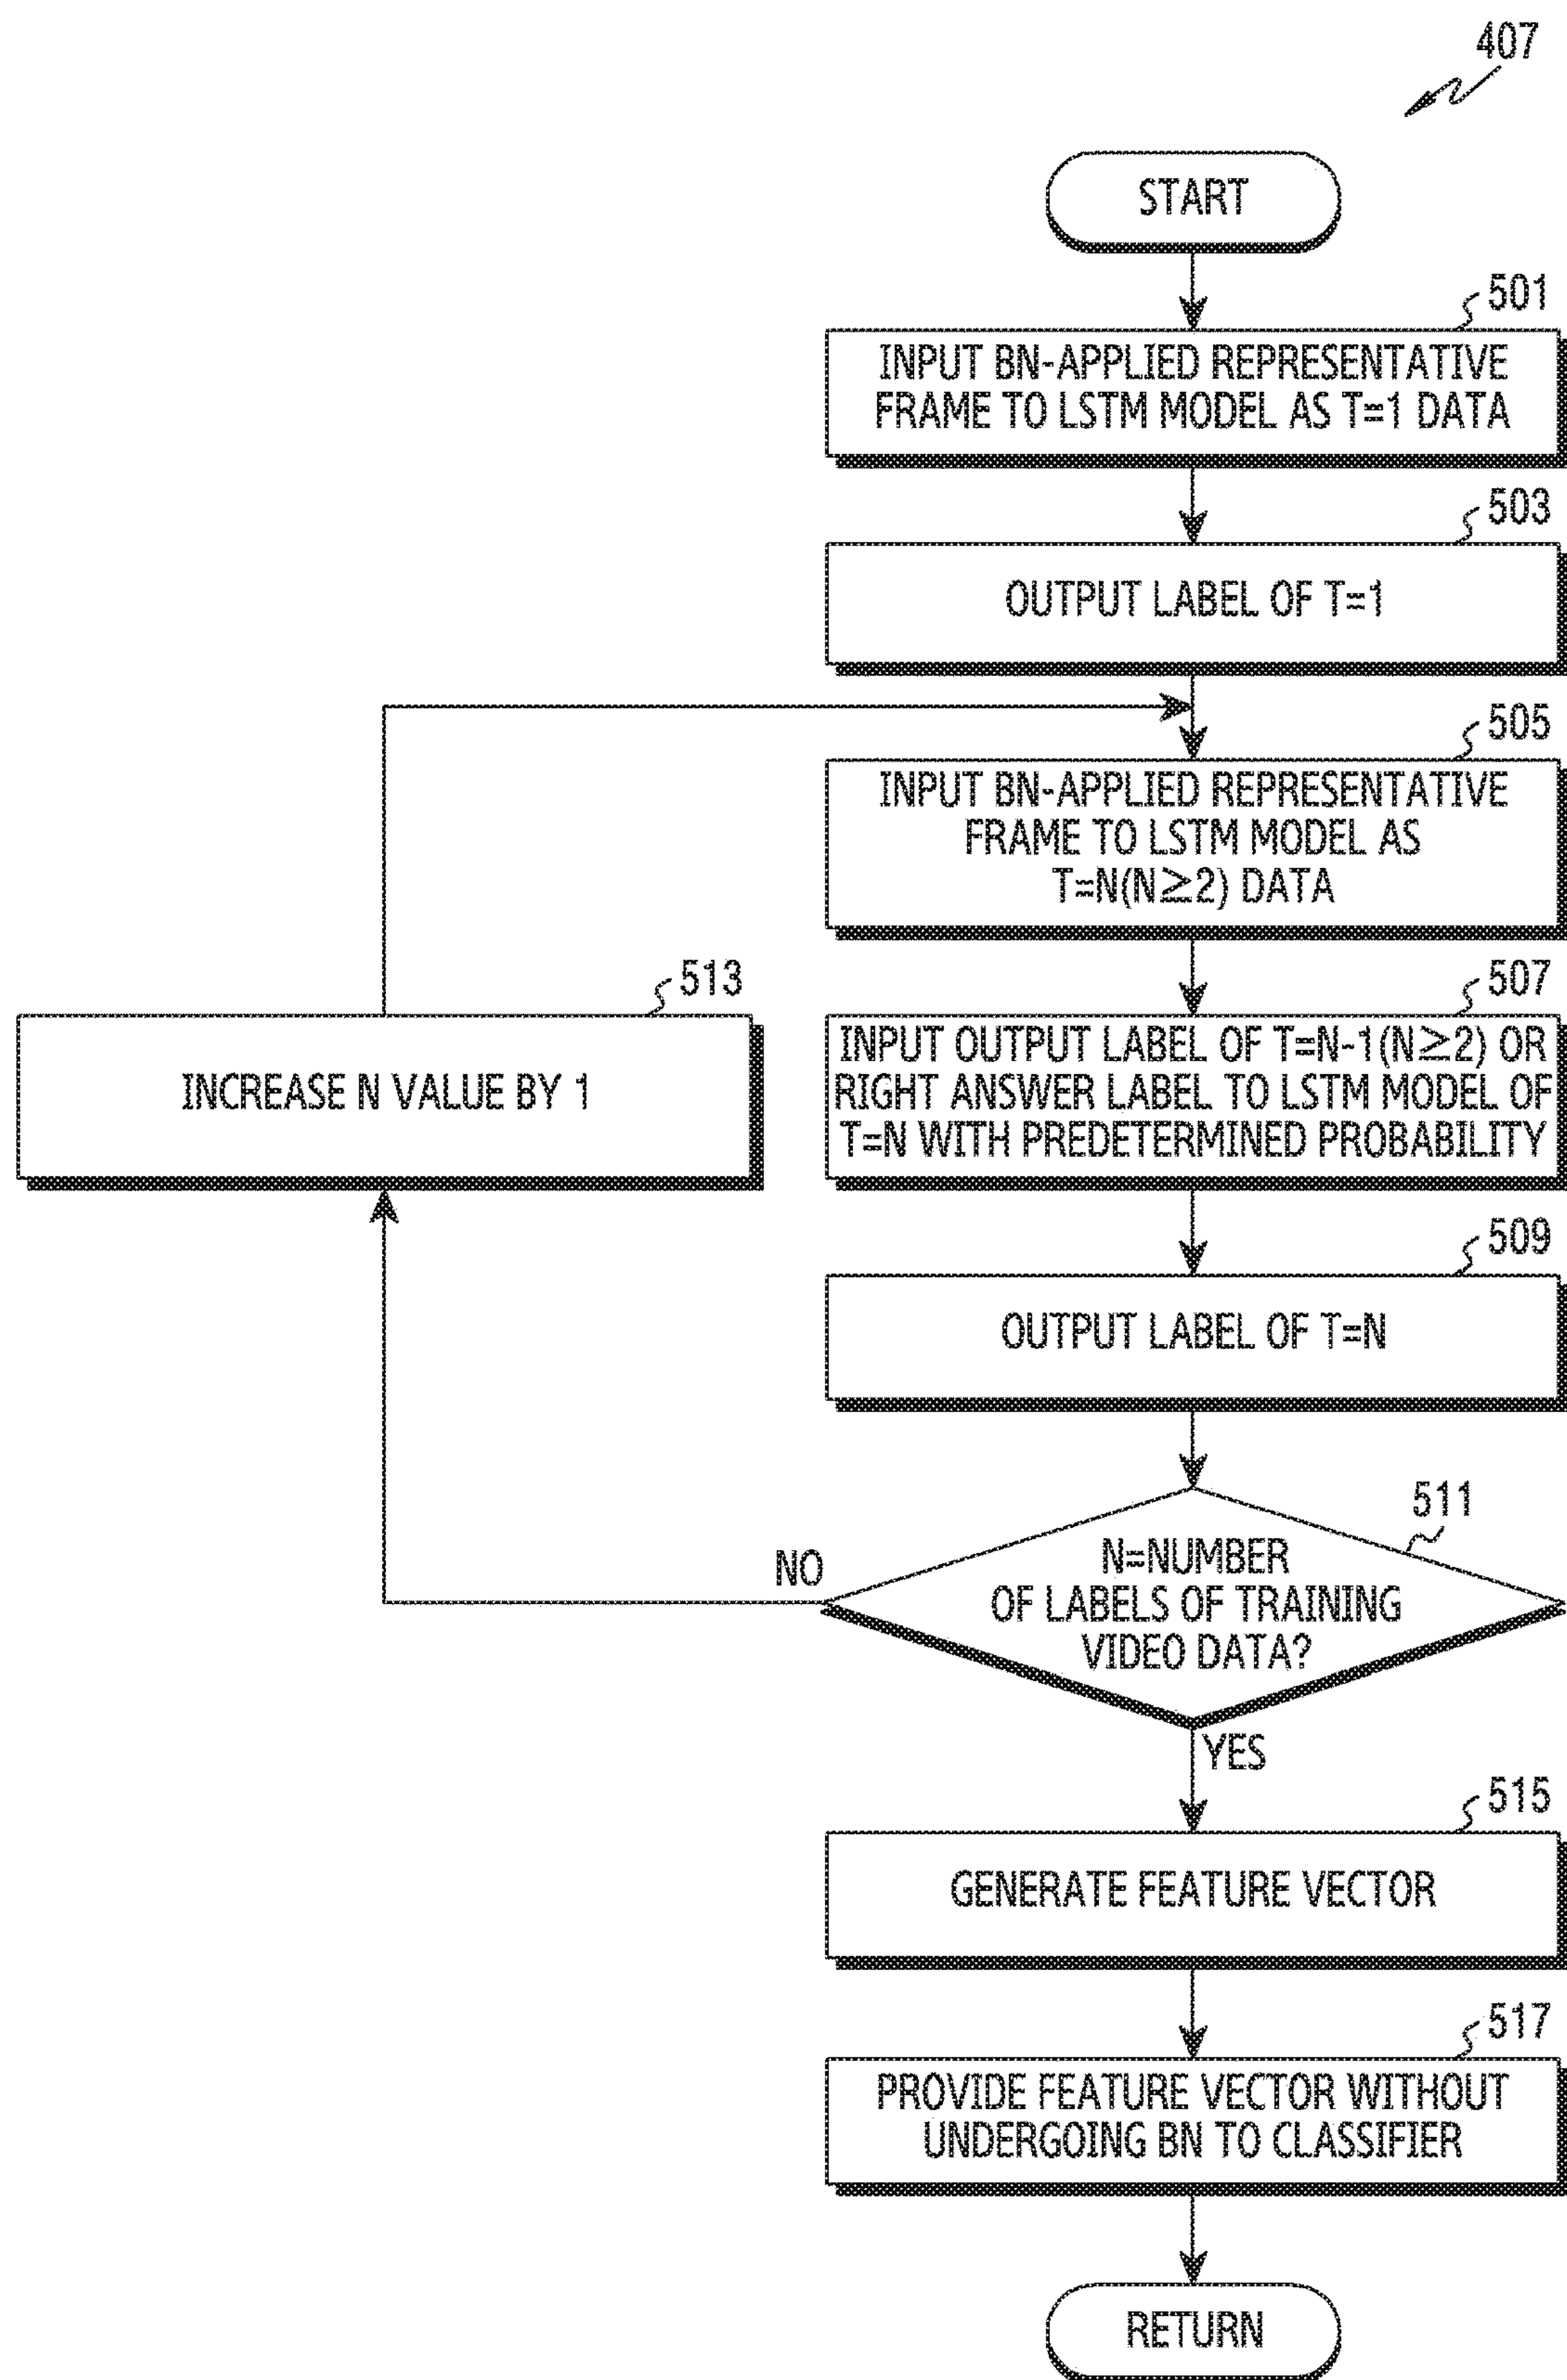 407
START
501
INPUT BN-APPLIED REPRESENTATIVE
FRAME TO LSTM MODEL AS T=1 DATA
503
OUTPUT LABEL OF T=1
505
INPUT BN-APPLIED REPRESENTATIVE
FRAME TO LSTM MODEL AS
T=N(N≥2) DATA
513
INCREASE N VALUE BY 1
507
INPUT OUTPUT LABEL OF T=N-1(N≥2) OR
RIGHT ANSWER LABEL TO LSTM MODEL OF
T=N WITH PREDETERMINED PROBABILITY
509
OUTPUT LABEL OF T=N
511
N=NUMBER
OF LABELS OF TRAINING
VIDEO DATA?
NO
YES
515
GENERATE FEATURE VECTOR
517
PROVIDE FEATURE VECTOR WITHOUT
UNDERGOING BN TO CLASSIFIER
RETURN